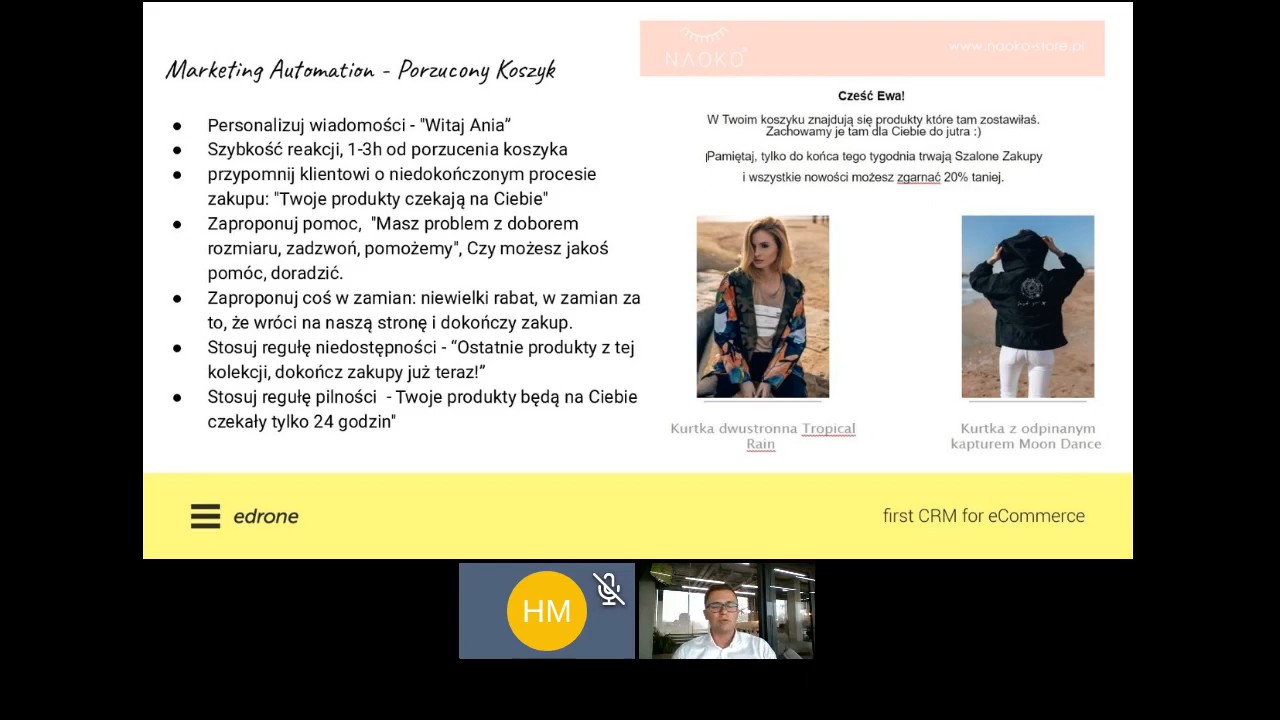 Marketing Automation - Porzucony Koszyk
● Personalizuj wiadomości - "Witaj Ania”
● Szybkość reakcji, 1-3h od porzucenia koszyka
● przypomnij klientowi o niedokończonym procesie
zakupu: "Twoje produkty czekają na Ciebie"
● Zaproponuj pomoc, "Masz problem z doborem
rozmiaru, zadzwoń, pomożemy", Czy możesz jakoś
pomóc, doradzić.
● Zaproponuj coś w zamian: niewielki rabat, w zamian za
to, że wróci na naszą stronę i dokończy zakup.
● Stosuj regułę niedostępności - “Ostatnie produkty z tej
kolekcji, dokończ zakupy już teraz!”
● Stosuj regułę pilności - Twoje produkty będą na Ciebie
czekały tylko 24 godzin"
NAOKO
www.naoko-store.pl
Cześć Ewa!
W Twoim koszyku znajdują się produkty które tam zostawiłaś.
Zachowamy je tam dla Ciebie do jutra :)
Pamiętaj, tylko do końca tego tygodnia trwają Szalone Zakupy
i wszystkie nowości możesz zgarnać 20% taniej.
Kurtka dwustronna Tropical
Rain
Kurtka z odpinanym
kapturem Moon Dance
edrone
first CRM for eCommerce
HM